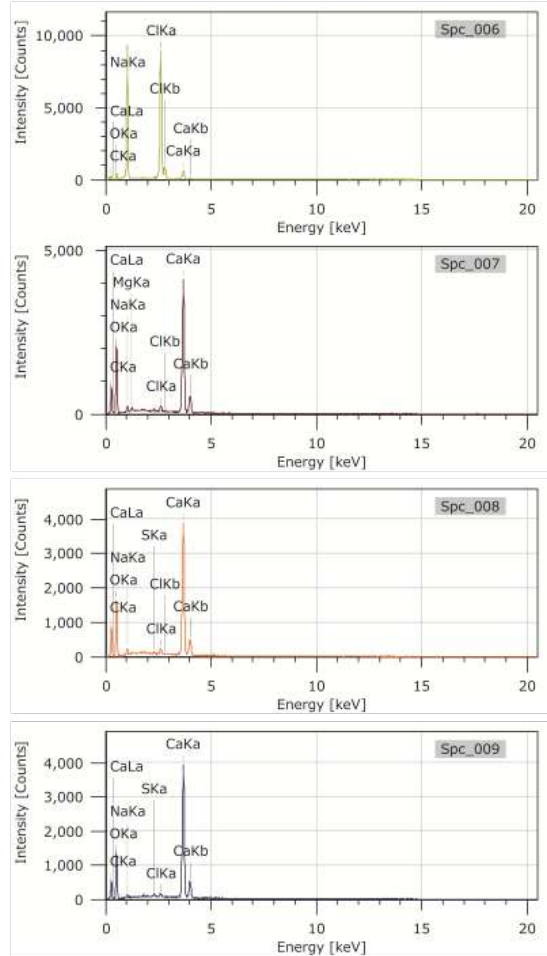 Spc_006
Intensity [Counts]
10,000
5,000
0
ClKa
NaKa
ClKb
CaLa
OKa
CaKb
CKa
CaKa
0 5 10 15 20
Energy [keV]
Spc_007
Intensity [Counts]
5,000
0
CaLa
CaKa
MgKa
NaKa
OKa
ClKb
CKa
CaKb
ClKa
0 5 10 15 20
Energy [keV]
Spc_008
Intensity [Counts]
4,000
3,000
2,000
1,000
0
CaKa
CaLa
SKa
NaKa
OKa
ClKb
CKa
CaKb
ClKa
0 5 10 15 20
Energy [keV]
Spc_009
Intensity [Counts]
4,000
3,000
2,000
1,000
0
CaKa
CaLa
SKa
NaKa
OKa
CaKb
CKa
ClKa
0 5 10 15 20
Energy [keV]